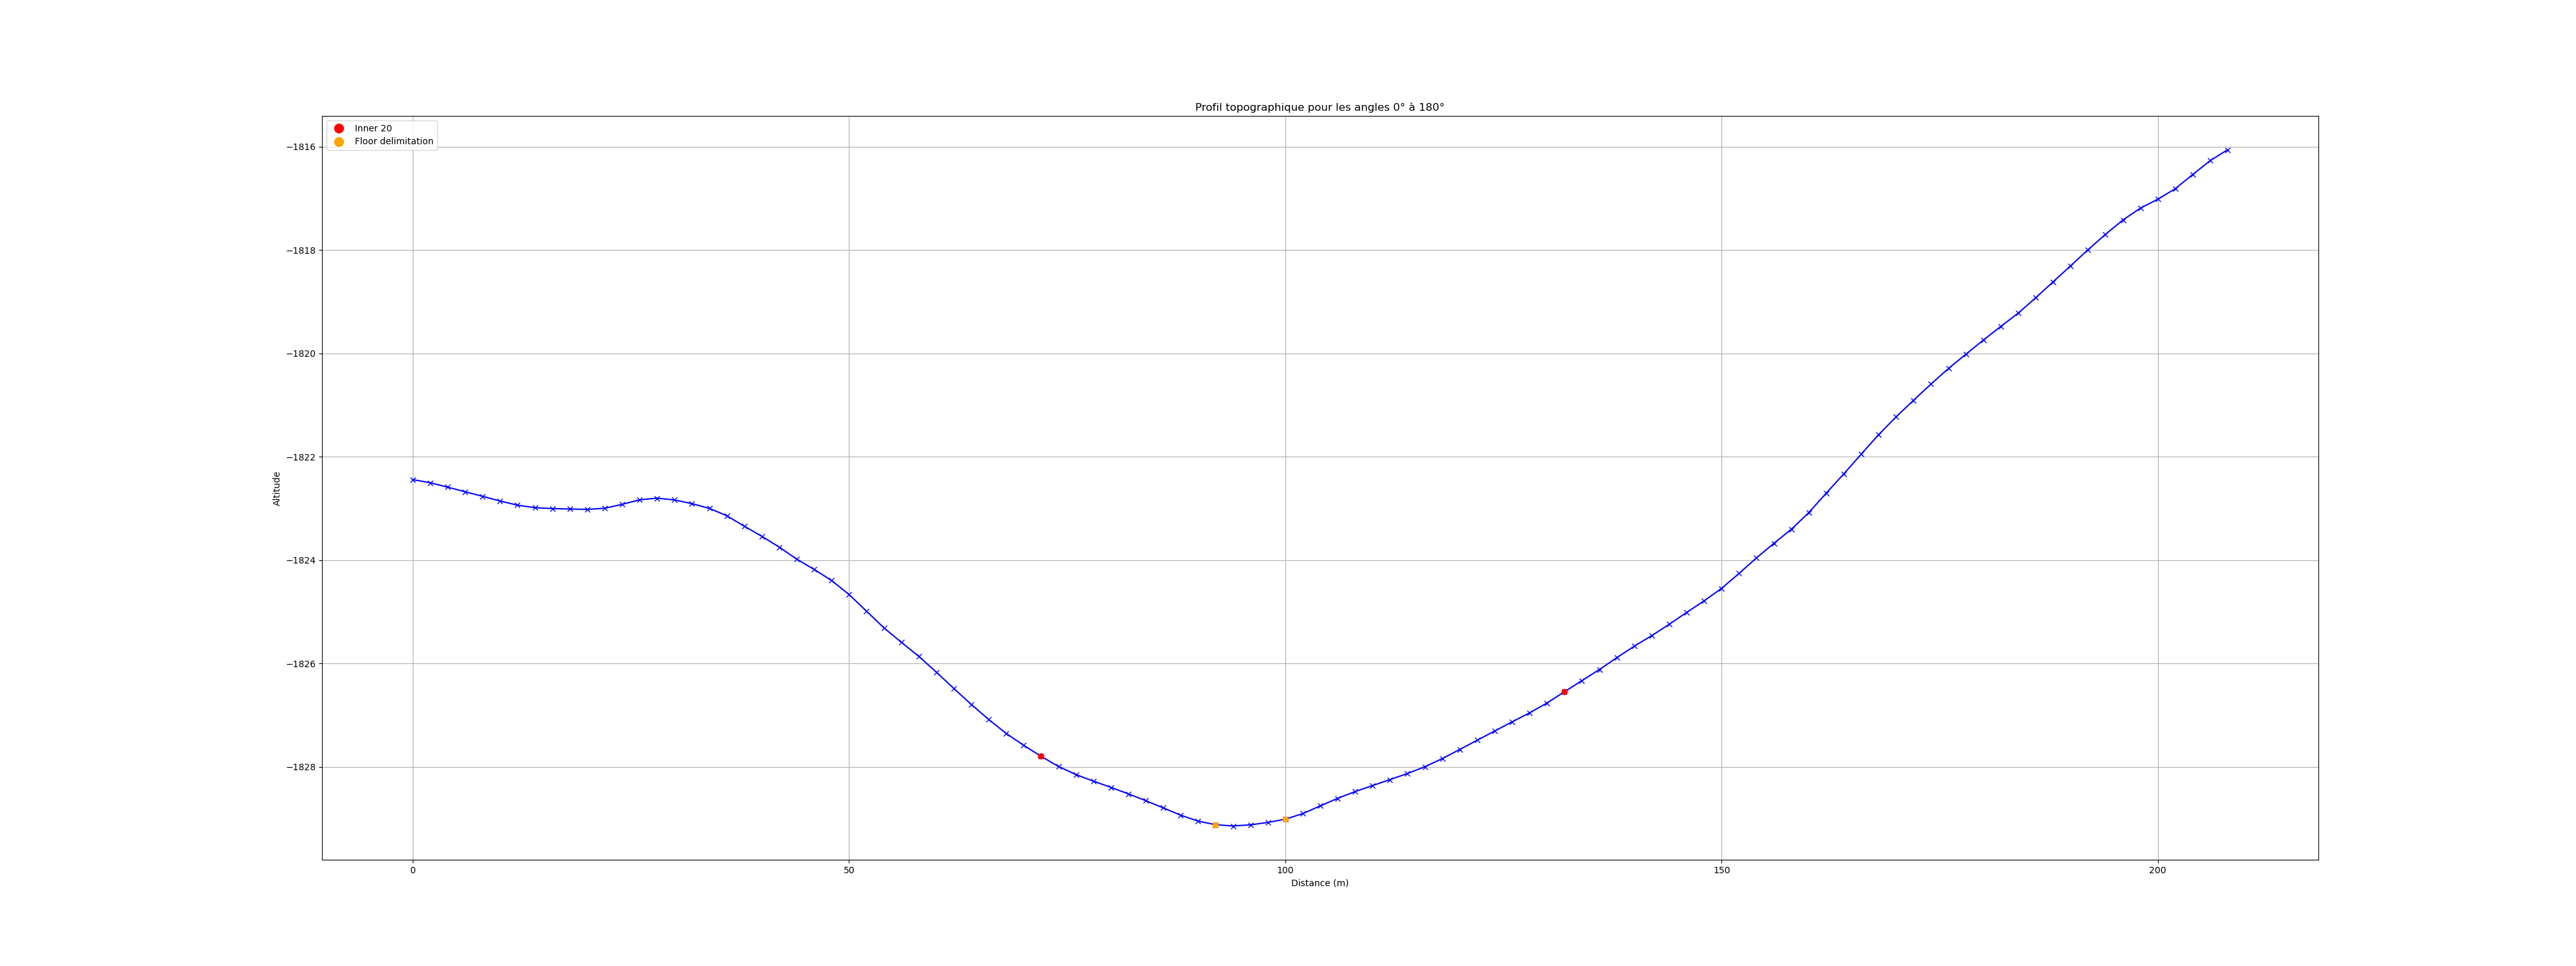 Profil topographique pour les angles 0° à 180°
Inner 20
Floor delimitation
Altitude
−1816
−1818
−1820
−1822
−1824
−1826
−1828
0 50 100 150 200
Distance (m)